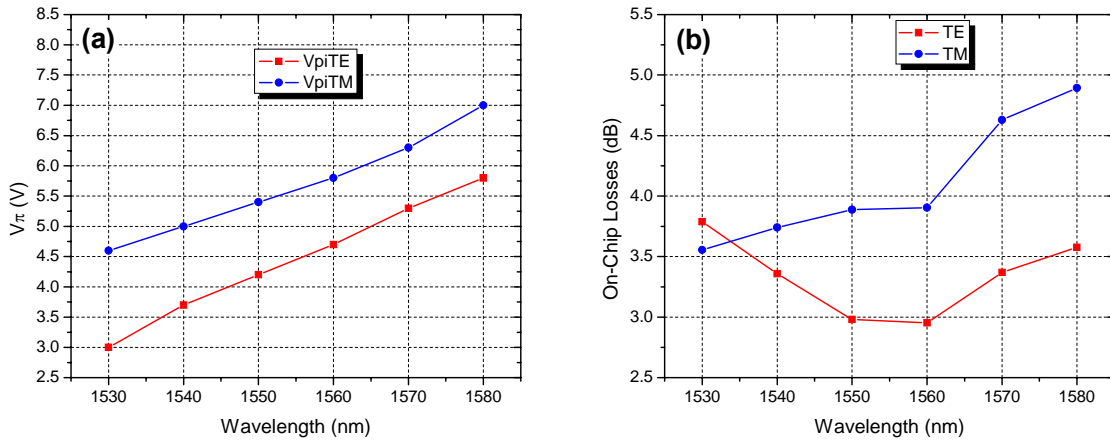 (a)
VpiTE
VpiTM
Vπ (V)
8.5
8.0
7.5
7.0
6.5
6.0
5.5
5.0
4.5
4.0
3.5
3.0
2.5
1530 1540 1550 1560 1570 1580
Wavelength (nm)
(b)
TE
TM
On-Chip Losses (dB)
5.5
5.0
4.5
4.0
3.5
3.0
2.5
1530 1540 1550 1560 1570 1580
Wavelength (nm)